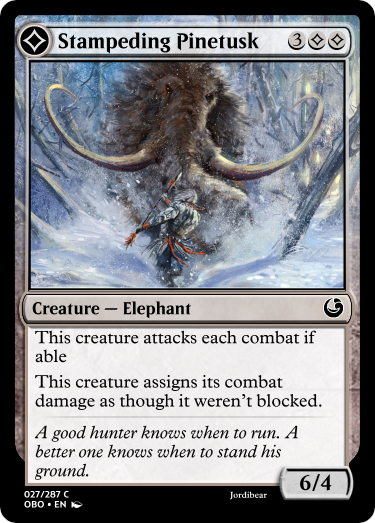 Stampeding Pinetusk 3
Creature — Elephant
This creature attacks each combat if
able
This creature assigns its combat
damage as though it weren't blocked.
A good hunter knows when to run. A
better one knows when to stand his
ground.
6/4
027/287 C
OBO • EN Jordibear